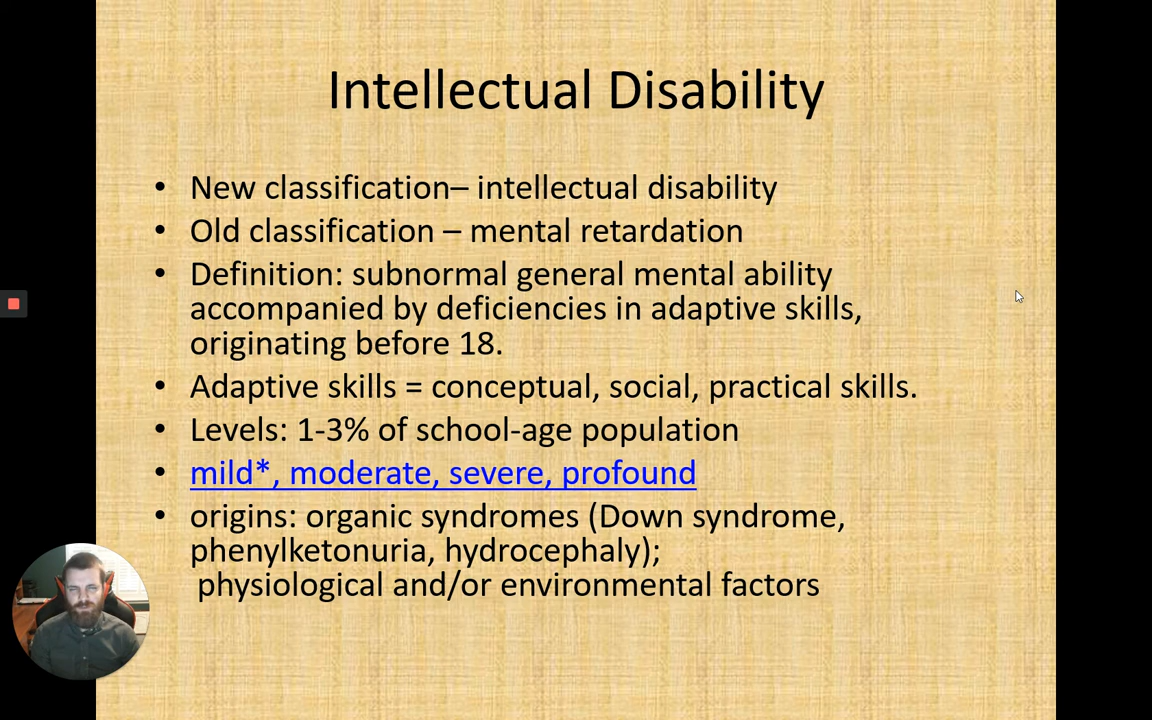 Intellectual Disability
• New classification– intellectual disability
• Old classification – mental retardation
• Definition: subnormal general mental ability
accompanied by deficiencies in adaptive skills,
originating before 18.
• Adaptive skills = conceptual, social, practical skills.
• Levels: 1-3% of school-age population
• mild*, moderate, severe, profound
• origins: organic syndromes (Down syndrome,
phenylketonuria, hydrocephaly);
physiological and/or environmental factors